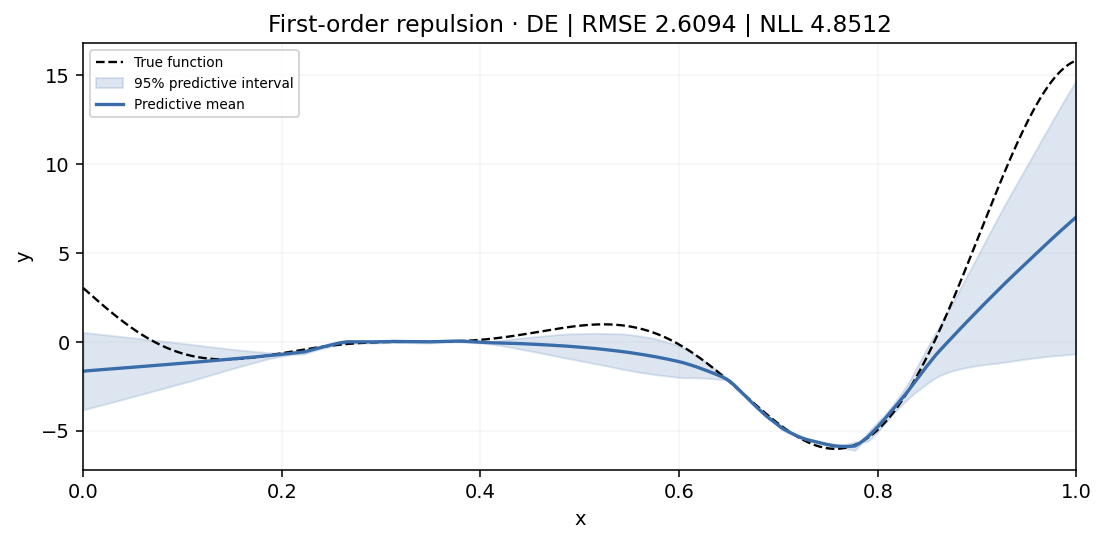 First-order repulsion · DE | RMSE 2.6094 | NLL 4.8512
True function
95% predictive interval
Predictive mean
15
10
5
0
−5
y
0.0 0.2 0.4 0.6 0.8 1.0
x